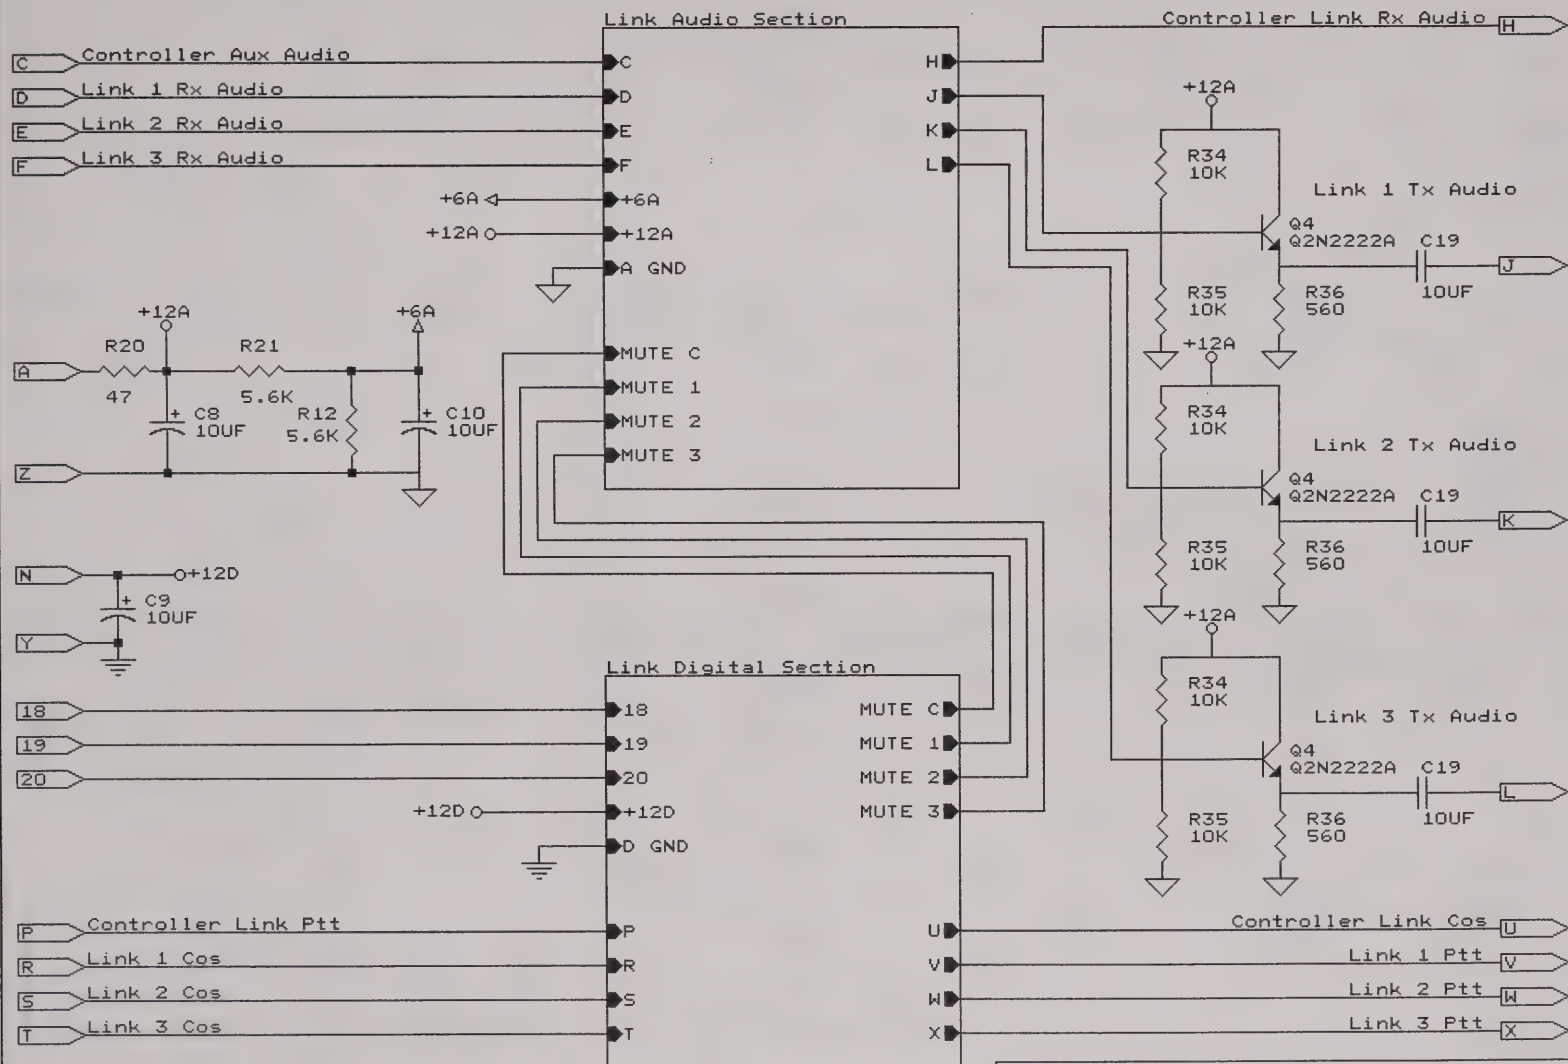 Link Audio Section
Controller Link Rx Audio
H
C
Controller Aux Audio
C
H
D
Link 1 Rx Audio
D
J
E
Link 2 Rx Audio
E
K
F
Link 3 Rx Audio
F
L
+6A
+6A
+12A
+12A
A GND
MUTE C
MUTE 1
MUTE 2
MUTE 3
+12A
R34
10K
Link 1 Tx Audio
Q4
Q2N2222A
C19
10UF
J
R35
10K
R36
560
+12A
R34
10K
Link 2 Tx Audio
Q4
Q2N2222A
C19
10UF
K
R35
10K
R36
560
+12A
R34
10K
Link 3 Tx Audio
Q4
Q2N2222A
C19
10UF
L
R35
10K
R36
560
+12A
+6A
R20
R21
A
47
5.6K
C8
10UF
R12
5.6K
C10
10UF
Z
N
+12D
C9
10UF
Y
Link Digital Section
18
18
MUTE C
19
19
MUTE 1
20
20
MUTE 2
+12D
+12D
MUTE 3
D GND
P
Controller Link Ptt
P
U
Controller Link Cos
U
R
Link 1 Cos
R
V
Link 1 Ptt
V
S
Link 2 Cos
S
W
Link 2 Ptt
W
T
Link 3 Cos
T
X
Link 3 Ptt
X